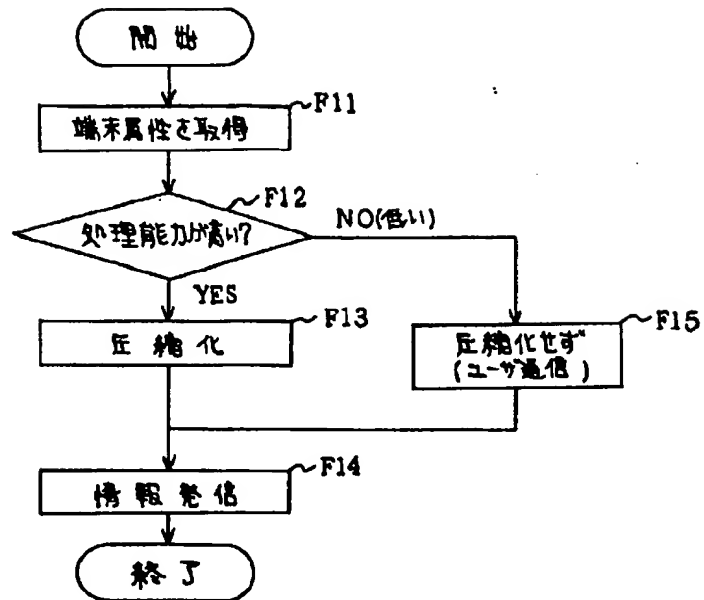 開始
F11
端末属性を取得
F12
処理能力が高い?
NO(低い)
YES
F13
圧縮化
F15
圧縮化せず
(ユーザ通信)
F14
情報発信
終了